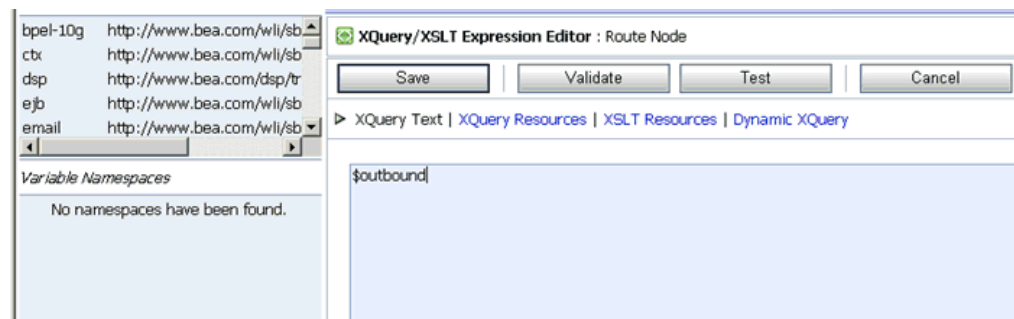 bpel-10g http://www.bea.com/wli/sb
ctx http://www.bea.com/wli/sb
dsp http://www.bea.com/dsp/tr
ejb http://www.bea.com/wli/sb
email http://www.bea.com/wli/sb
Variable Namespaces
No namespaces have been found.
XQuery/XSLT Expression Editor : Route Node
Save Validate Test Cancel
XQuery Text | XQuery Resources | XSLT Resources | Dynamic XQuery
$outbound